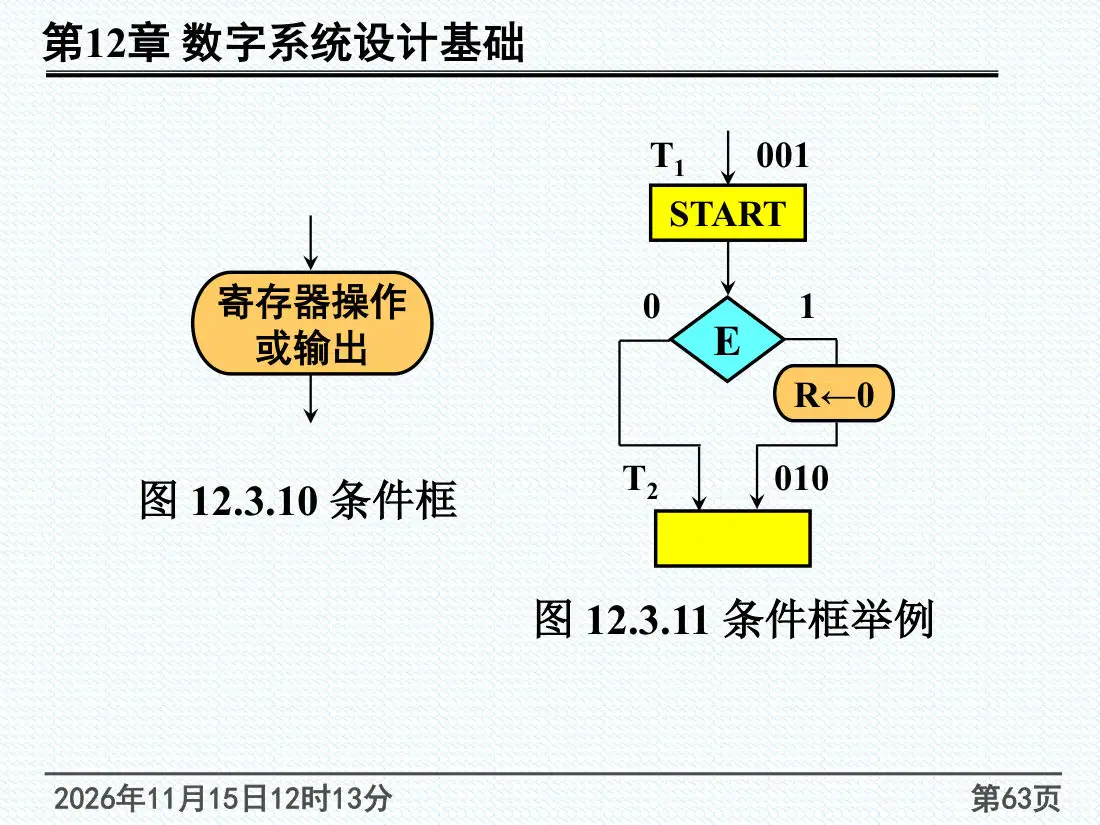 第12章 数字系统设计基础
寄存器操作
或输出
图 12.3.10 条件框
T1 001
START
0 1
E
R←0
T2 010
图 12.3.11 条件框举例
2026年11月15日12时13分
第63页